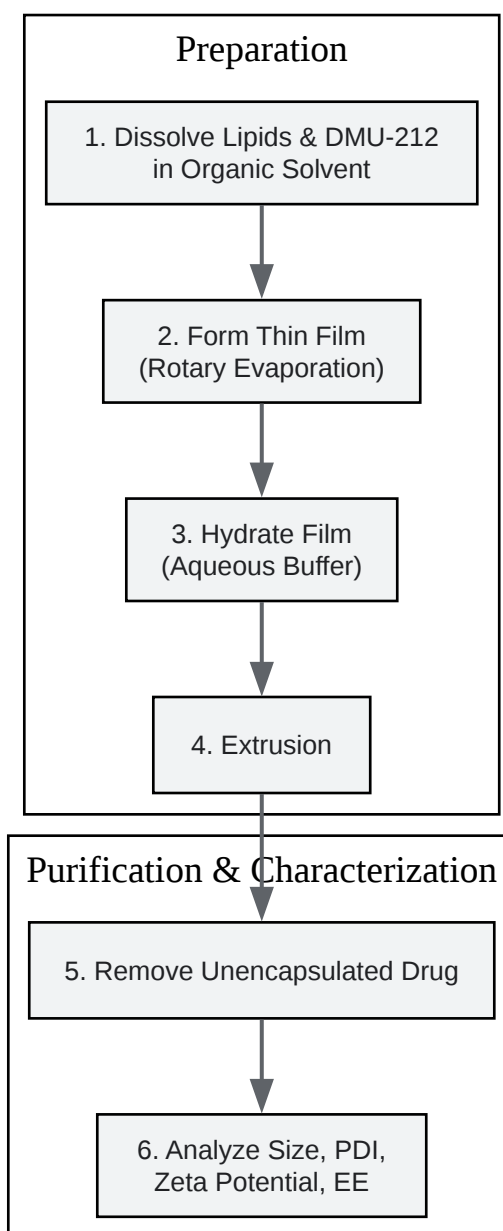 Preparation
1. Dissolve Lipids & DMU-212
in Organic Solvent
2. Form Thin Film
(Rotary Evaporation)
3. Hydrate Film
(Aqueous Buffer)
4. Extrusion
Purification & Characterization
5. Remove Unencapsulated Drug
6. Analyze Size, PDI,
Zeta Potential, EE